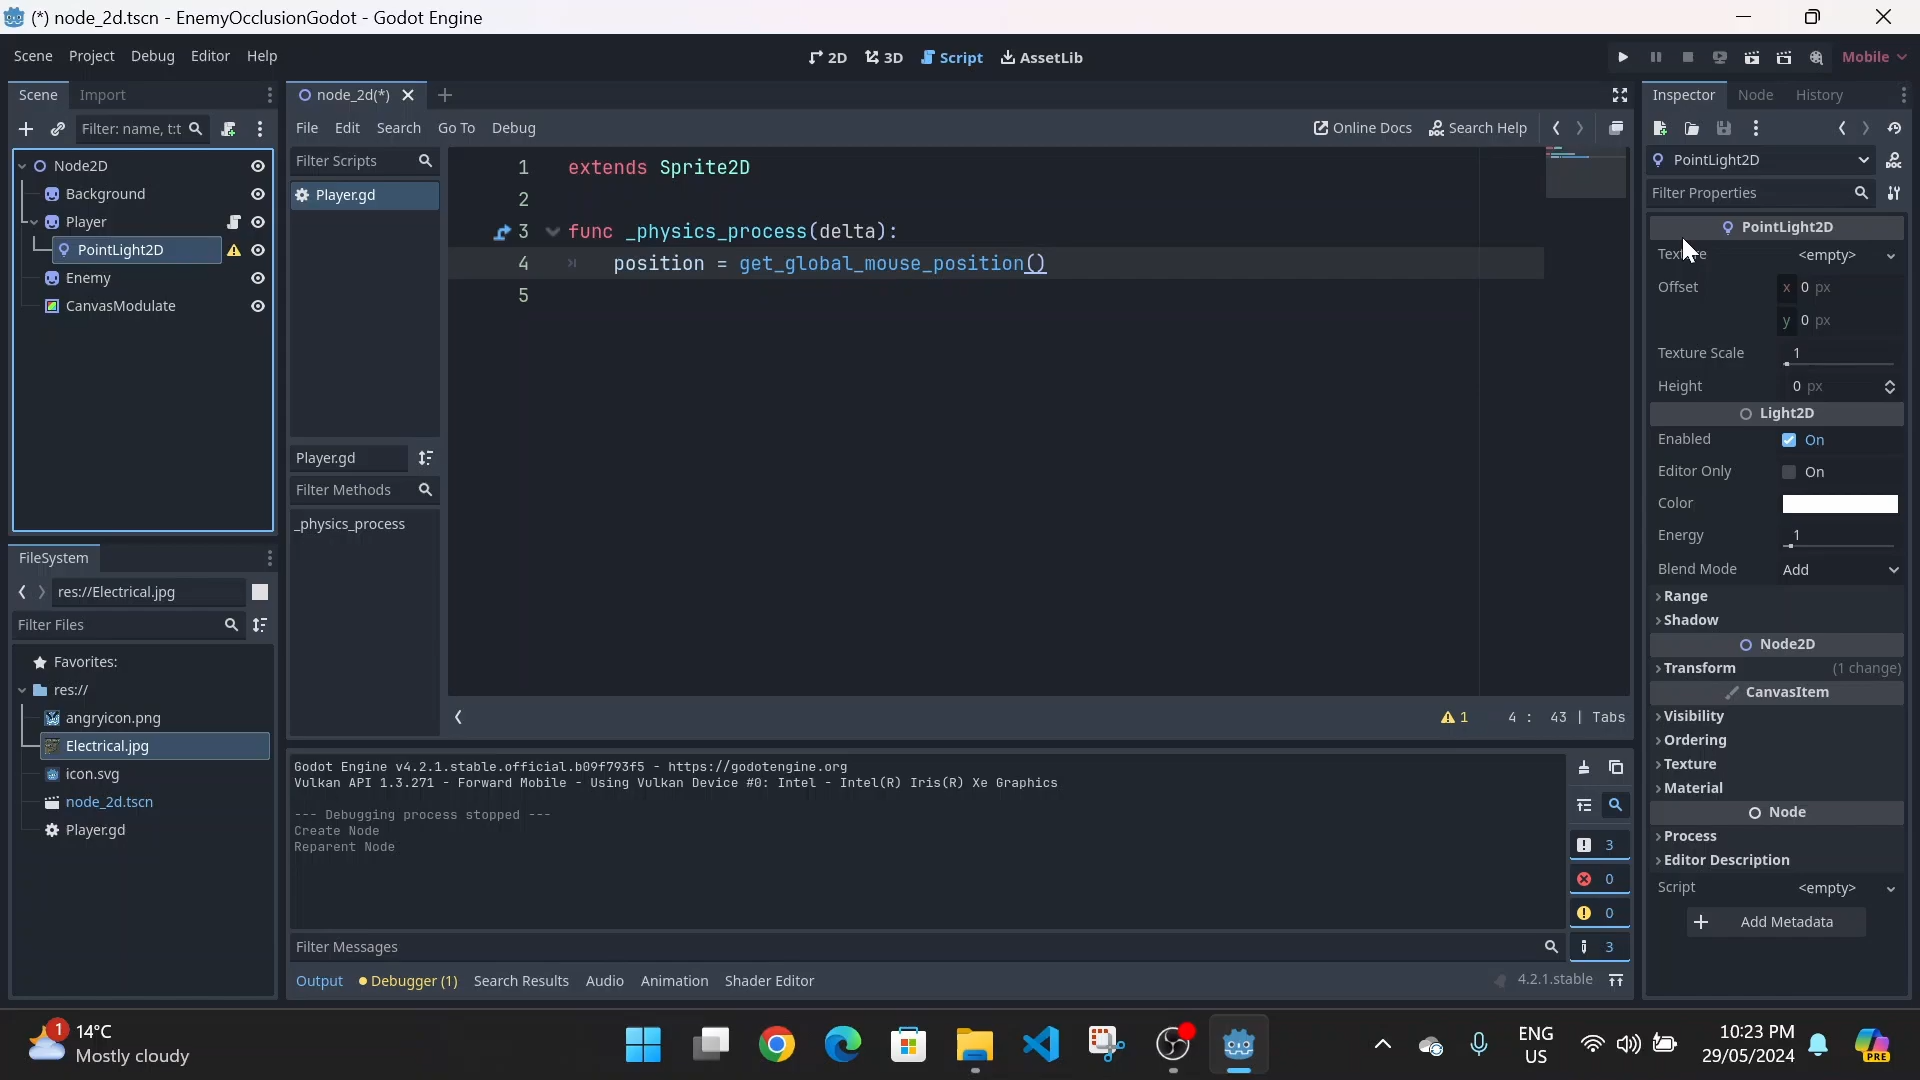 (*) node_2d.tscn - EnemyOcclusionGodot - Godot Engine
Scene Project Debug Editor Help
2D 3D Script AssetLib
Mobile
Scene Import
Filter: name, t:t
Node2D
Background
Player
PointLight2D
Enemy
CanvasModulate
FileSystem
res://Electrical.jpg
Filter Files
Favorites:
res://
angryicon.png
Electrical.jpg
icon.svg
node_2d.tscn
Player.gd
node_2d(*)
File Edit Search Go To Debug
Online Docs Search Help
Filter Scripts
Player.gd
Player.gd
Filter Methods
_physics_process
1 extends Sprite2D
2
3 func _physics_process(delta):
4 position = get_global_mouse_position()
5
1 4 : 43 | Tabs
Godot Engine v4.2.1.stable.official.b09f793f5 - https://godotengine.org
Vulkan API 1.3.271 - Forward Mobile - Using Vulkan Device #0: Intel - Intel(R) Iris(R) Xe Graphics
--- Debugging process stopped ---
Create Node
Reparent Node
3
0
0
3
Filter Messages
Output Debugger (1) Search Results Audio Animation Shader Editor
4.2.1.stable
Inspector Node History
PointLight2D
Filter Properties
PointLight2D
Texture <empty>
Offset x 0 px
y 0 px
Texture Scale 1
Height 0 px
Light2D
Enabled On
Editor Only On
Color
Energy 1
Blend Mode Add
Range
Shadow
Node2D
Transform (1 change)
CanvasItem
Visibility
Ordering
Texture
Material
Node
Process
Editor Description
Script <empty>
Add Metadata
1
14°C
Mostly cloudy
ENG
US
10:23 PM
29/05/2024
PRE